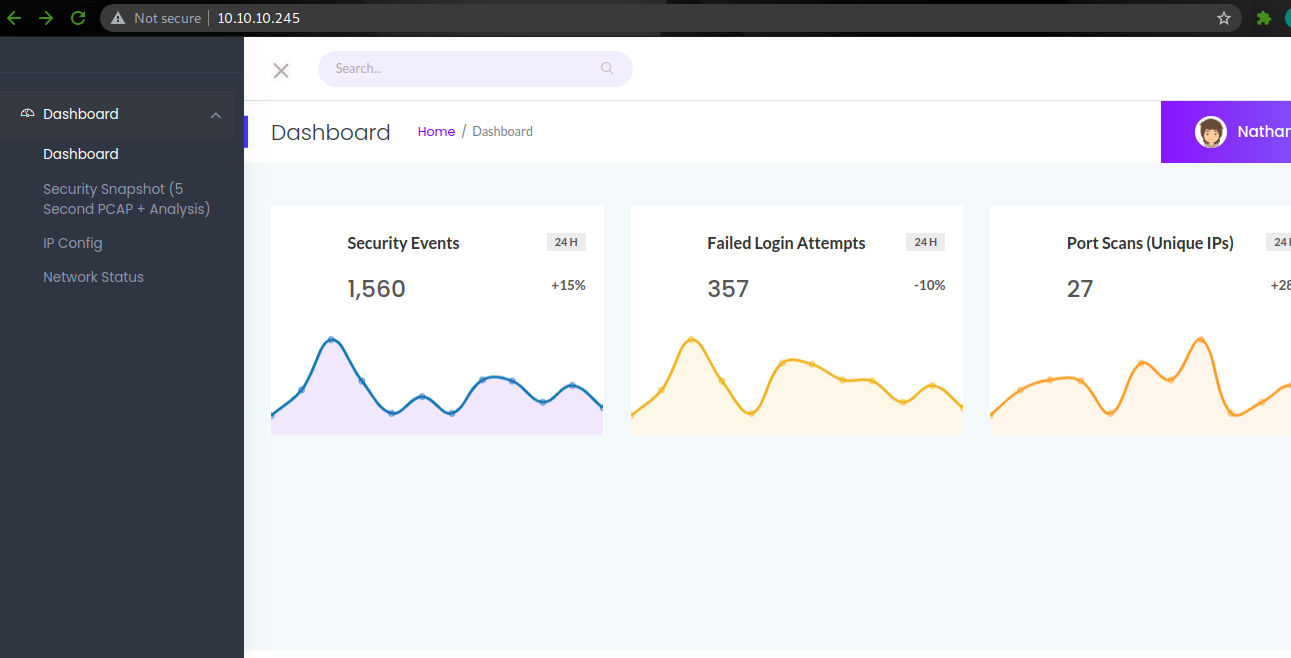 Not secure | 10.10.10.245
Search...
Dashboard
Dashboard
Security Snapshot (5
Second PCAP + Analysis)
IP Config
Network Status
Dashboard
Home / Dashboard
Security Events
24 H
1,560
+15%
Failed Login Attempts
24 H
357
-10%
Port Scans (Unique IPs)
24
27
+28